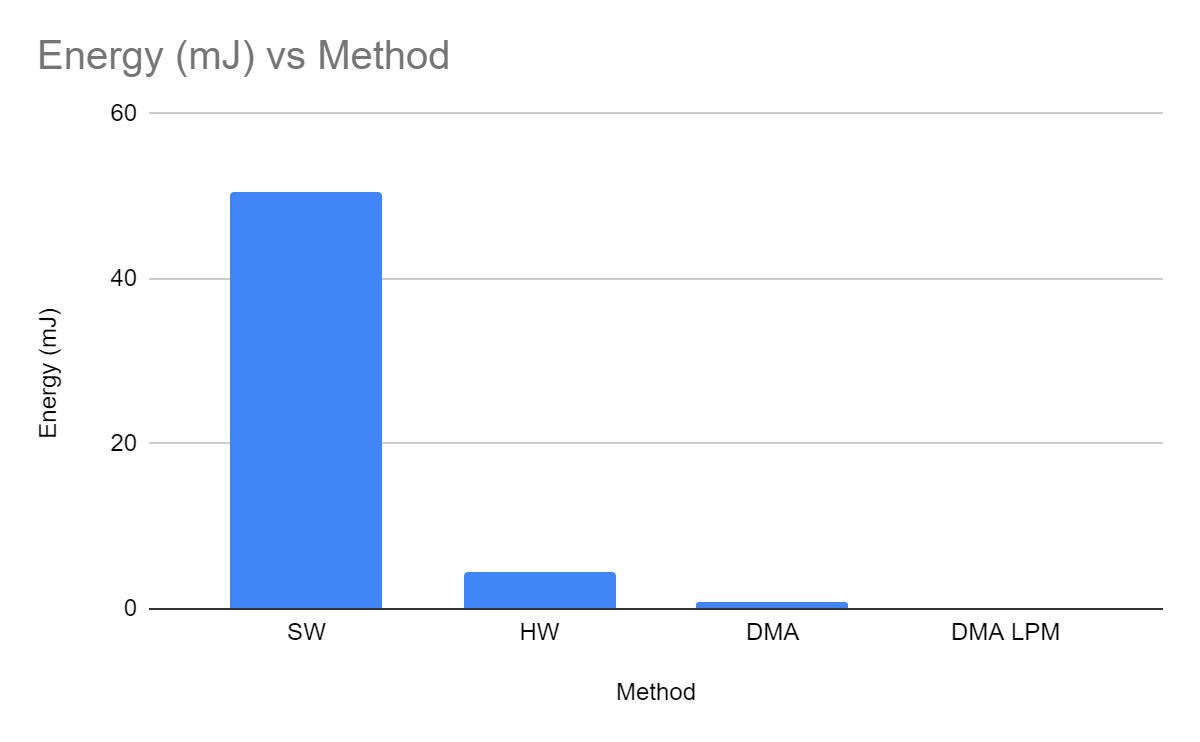 Energy (mJ) vs Method
60
40
20
0
Energy (mJ)
SW HW DMA DMA LPM
Method